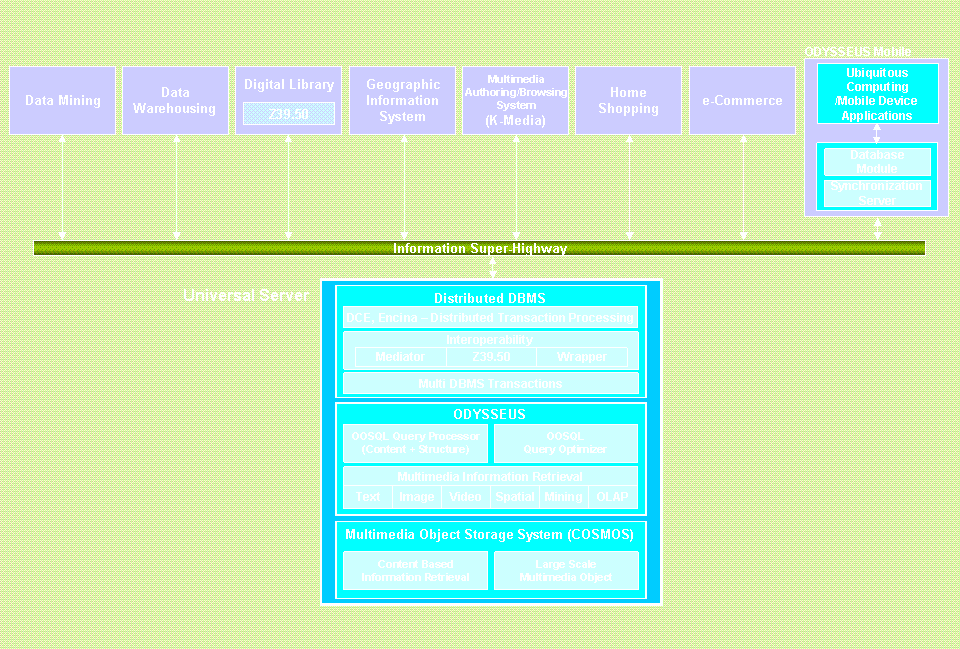 ODYSSEUS Mobile
Data Mining
Data
Warehousing
Digital Library
Z39.50
Geographic
Information
System
Multimedia
Authoring/Browsing
System
(K-Media)
Home
Shopping
e-Commerce
Ubiquitous
Computing
/Mobile Device
Applications
Database
Module
Synchronization
Server
Information Super-Highway
Universal Server
Distributed DBMS
DCE, Encina – Distributed Transaction Processing
Interoperability
Mediator Z39.50 Wrapper
Multi DBMS Transactions
ODYSSEUS
OOSQL Query Processor
(Content + Structure)
OOSQL
Query Optimizer
Multimedia Information Retrieval
Text Image Video Spatial Mining OLAP
Multimedia Object Storage System (COSMOS)
Content Based
Information Retrieval
Large Scale
Multimedia Object